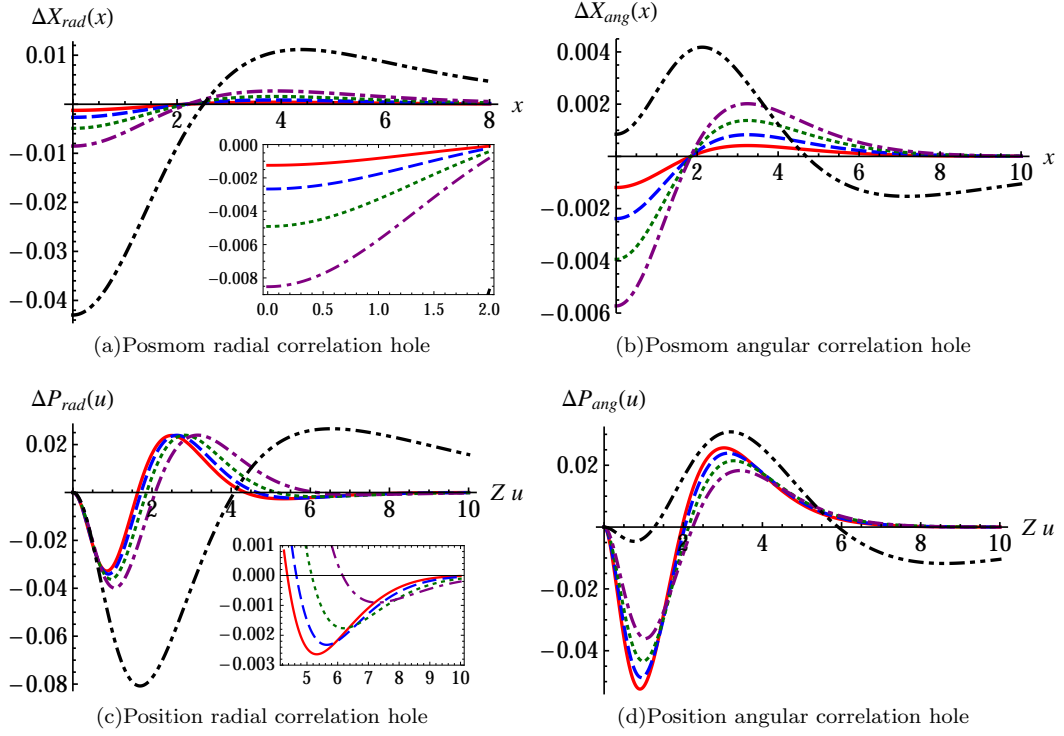 ΔX_rad(x)
0.01
2 4 6 8 x
−0.01
−0.02
−0.03
−0.04
0.000
−0.002
−0.004
−0.006
−0.008
0.0 0.5 1.0 1.5 2.0
(a)Posmom radial correlation hole
ΔX_ang(x)
0.004
0.002
2 4 6 8 10 x
−0.002
−0.004
−0.006
(b)Posmom angular correlation hole
ΔP_rad(u)
0.02
2 4 6 8 10 Z u
−0.02
−0.04
−0.06
−0.08
0.001
0.000
−0.001
−0.002
−0.003
5 6 7 8 9 10
(c)Position radial correlation hole
ΔP_ang(u)
0.02
2 4 6 8 10 Z u
−0.02
−0.04
(d)Position angular correlation hole